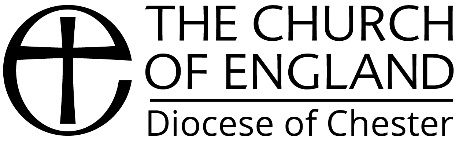 THE CHURCH
OF ENGLAND
Diocese of Chester